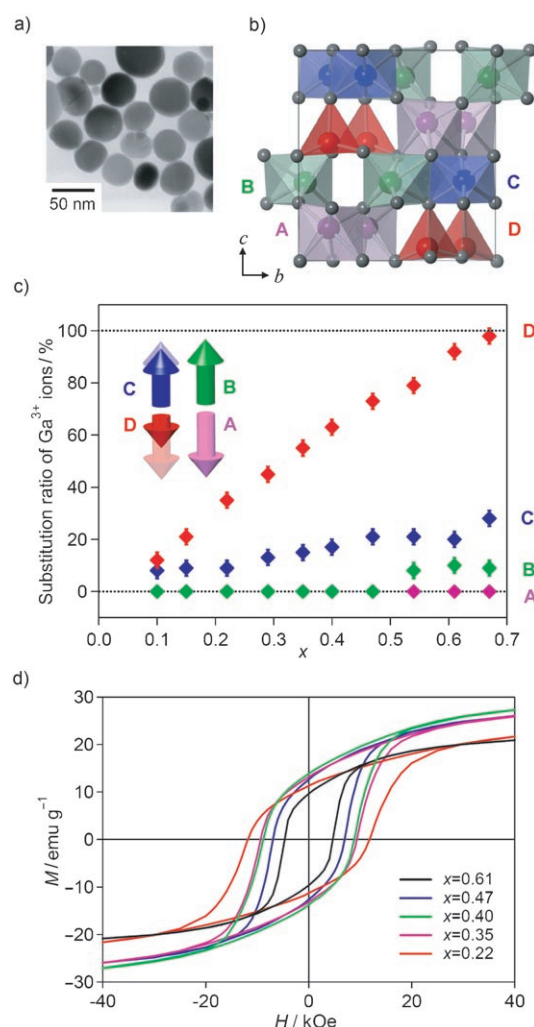 a)
50 nm
b)
B
C
A
D
c
b
c)
Substitution ratio of Ga³⁺ ions / %
100
80
60
40
20
0
C
B
D
A
D
C
B
A
0.0 0.1 0.2 0.3 0.4 0.5 0.6 0.7
x
d)
M / emu g⁻¹
30
20
10
0
−10
−20
−30
x=0.61
x=0.47
x=0.40
x=0.35
x=0.22
−40 −20 0 20 40
H / kOe